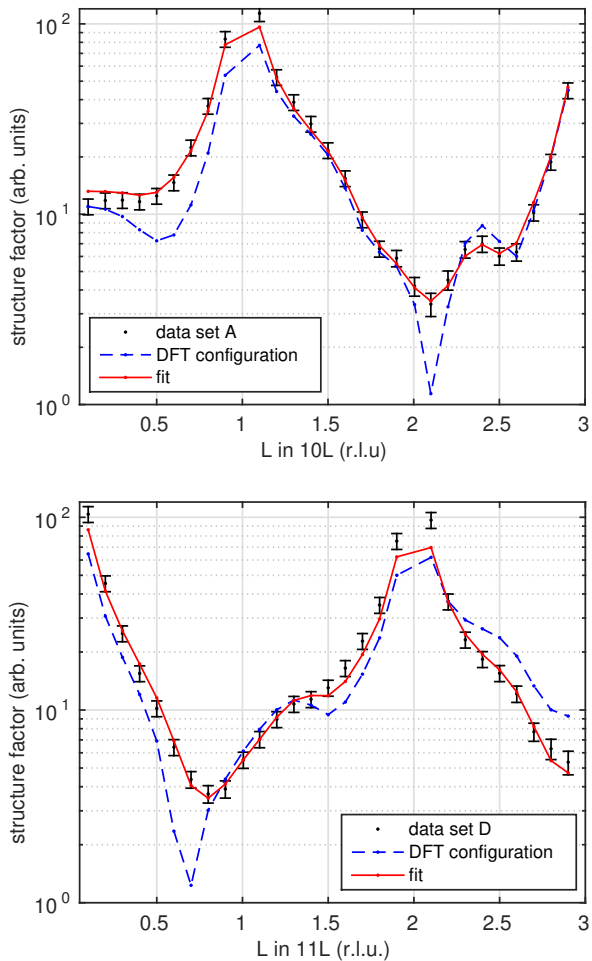 10^2
10^1
10^0
structure factor (arb. units)
data set A
DFT configuration
fit
0.5 1 1.5 2 2.5 3
L in 10L (r.l.u)
10^2
10^1
10^0
structure factor (arb. units)
data set D
DFT configuration
fit
0.5 1 1.5 2 2.5 3
L in 11L (r.l.u.)